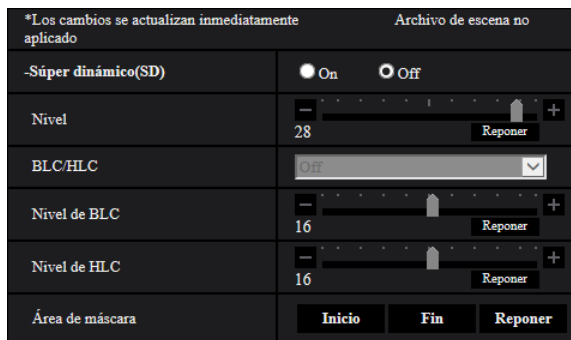 *Los cambios se actualizan inmediatamente aplicado
Archivo de escena no
-Súper dinámico(SD)
On
Off
Nivel
28
Reponer
BLC/HLC
Off
Nivel de BLC
16
Reponer
Nivel de HLC
16
Reponer
Área de máscara
Inicio
Fin
Reponer